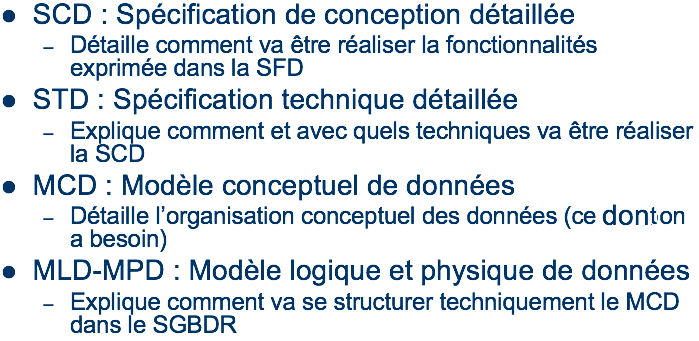 ● SCD : Spécification de conception détaillée
– Détaille comment va être réaliser la fonctionnalités
exprimée dans la SFD
● STD : Spécification technique détaillée
– Explique comment et avec quels techniques va être réaliser
la SCD
● MCD : Modèle conceptuel de données
– Détaille l’organisation conceptuel des données (ce dont on
a besoin)
● MLD-MPD : Modèle logique et physique de données
– Explique comment va se structurer techniquement le MCD
dans le SGBDR